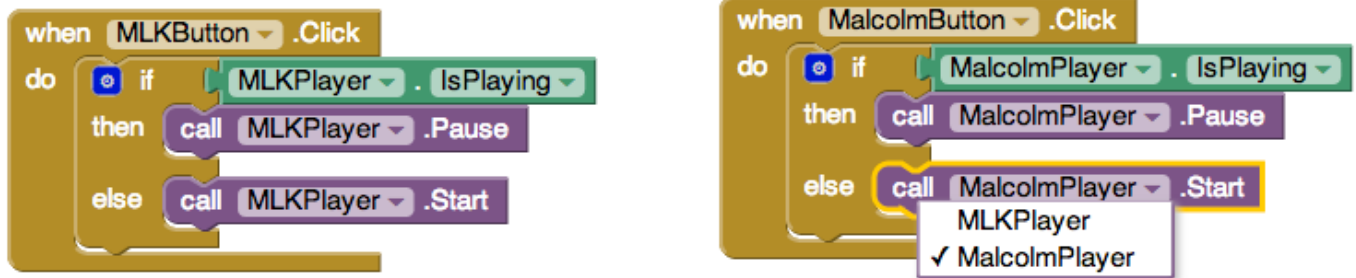 when MLKButton .Click
do if MLKPlayer . IsPlaying
then call MLKPlayer .Pause
else call MLKPlayer .Start
when MalcolmButton .Click
do if MalcolmPlayer . IsPlaying
then call MalcolmPlayer .Pause
else call MalcolmPlayer .Start
MLKPlayer
✓ MalcolmPlayer